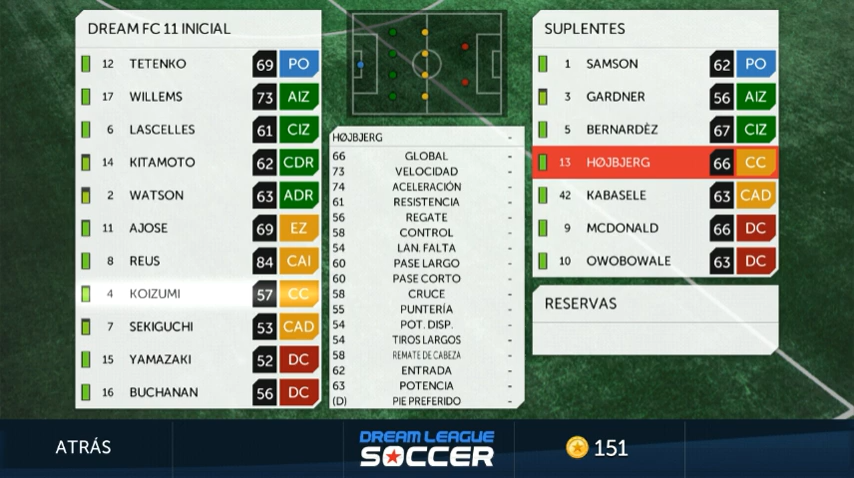 DREAM FC 11 INICIAL
12 TETENKO 69 PO
17 WILLEMS 73 AIZ
6 LASCELLES 61 CIZ
14 KITAMOTO 62 CDR
2 WATSON 63 ADR
11 AJOSE 69 EZ
8 REUS 84 CAI
4 KOIZUMI 57 CC
7 SEKIGUCHI 53 CAD
15 YAMAZAKI 52 DC
16 BUCHANAN 56 DC
HØJBJERG -
66 GLOBAL -
73 VELOCIDAD -
74 ACELERACIÓN -
61 RESISTENCIA -
56 REGATE -
58 CONTROL -
54 LAN. FALTA -
60 PASE LARGO -
60 PASE CORTO -
58 CRUCE -
55 PUNTERÍA -
54 POT. DISP. -
54 TIROS LARGOS -
58 REMATE DE CABEZA -
62 ENTRADA -
63 POTENCIA -
(D) PIE PREFERIDO -
SUPLENTES
1 SAMSON 62 PO
3 GARDNER 56 AIZ
5 BERNARDÈZ 67 CIZ
13 HØJBJERG 66 CC
42 KABASELE 63 CAD
9 MCDONALD 66 DC
10 OWOBOWALE 63 DC
RESERVAS
ATRÁS
DREAM LEAGUE
SOCCER
151